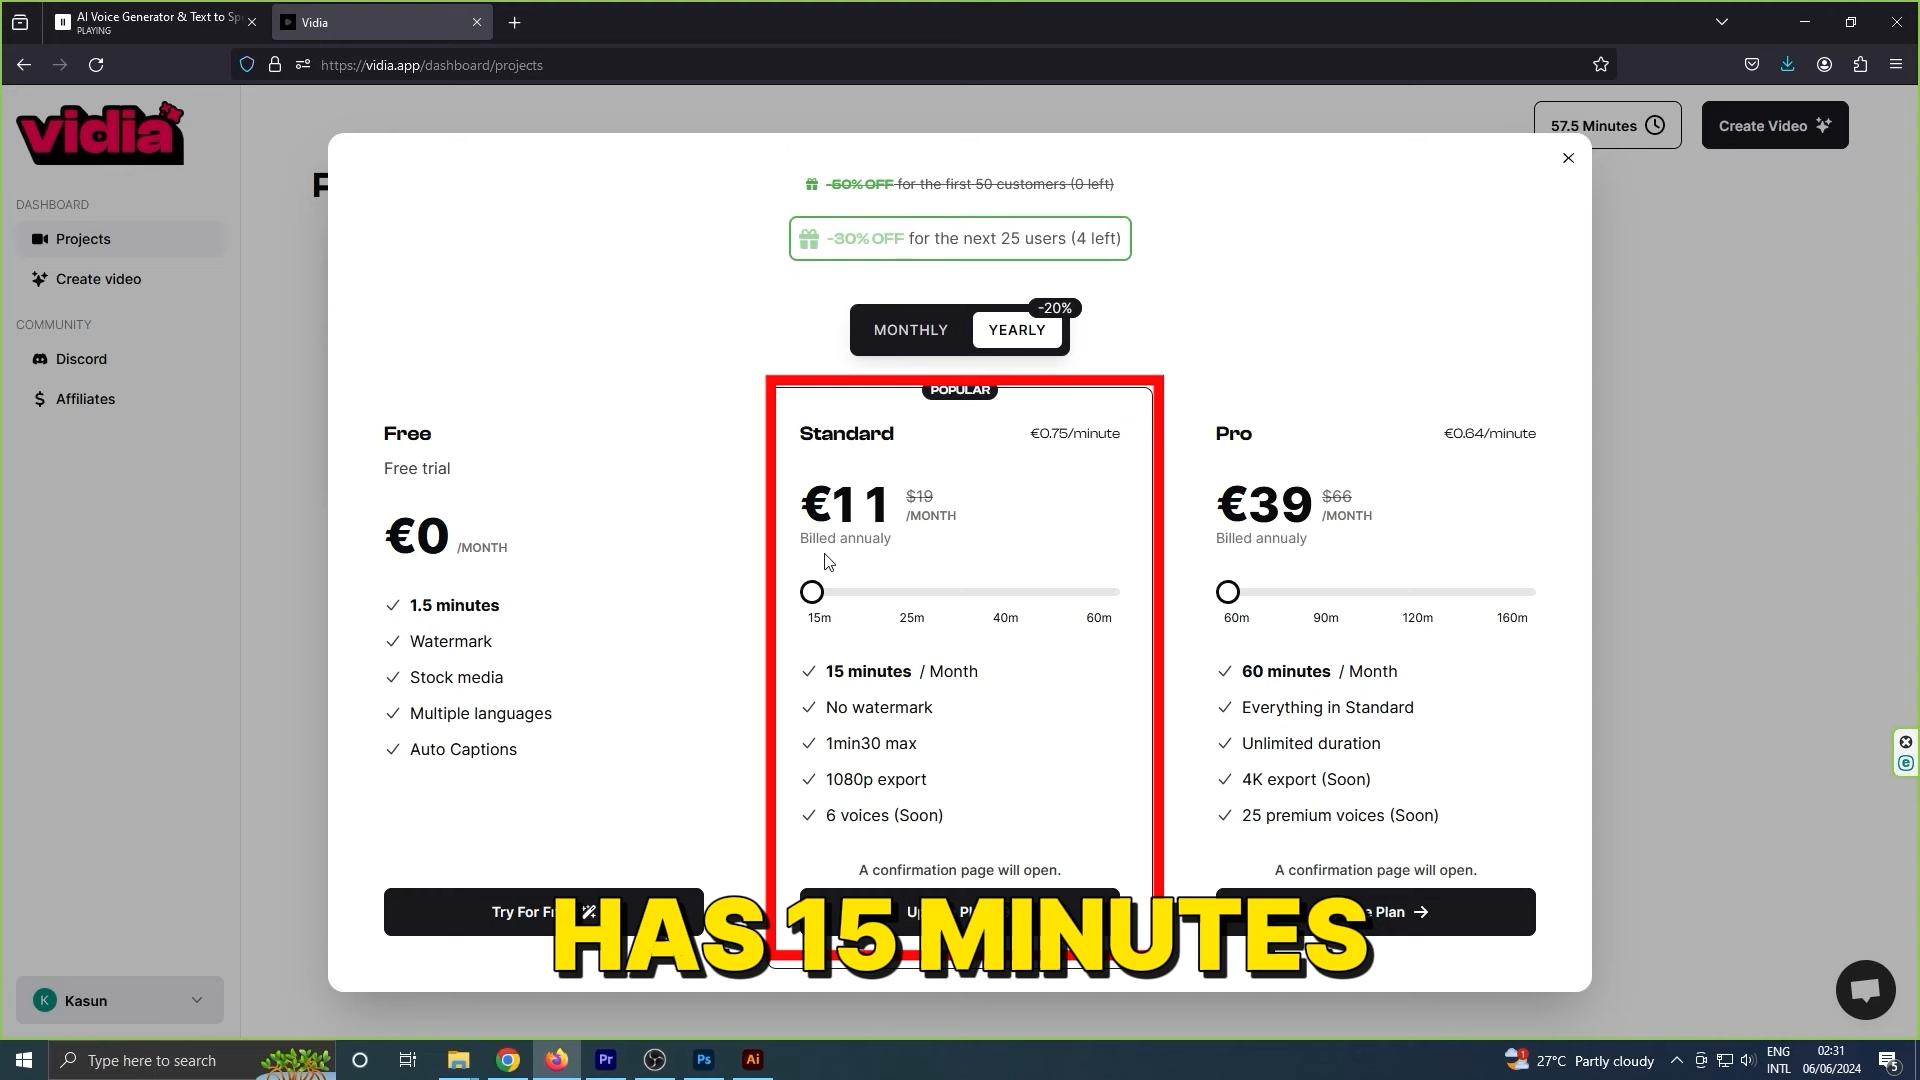 AI Voice Generator & Text to Sp
PLAYING
Vidia
https://vidia.app/dashboard/projects
vidia
57.5 Minutes
Create Video
DASHBOARD
Projects
Create video
COMMUNITY
Discord
Affiliates
P
-50% OFF for the first 50 customers (0 left)
-30% OFF for the next 25 users (4 left)
-20%
MONTHLY
YEARLY
Free
Free trial
€0 /MONTH
1.5 minutes
Watermark
Stock media
Multiple languages
Auto Captions
POPULAR
Standard
€0.75/minute
€11 $19
/MONTH
Billed annualy
15m 25m 40m 60m
15 minutes / Month
No watermark
1min30 max
1080p export
6 voices (Soon)
A confirmation page will open.
Pro
€0.64/minute
€39 $66
/MONTH
Billed annualy
60m 90m 120m 160m
60 minutes / Month
Everything in Standard
Unlimited duration
4K export (Soon)
25 premium voices (Soon)
A confirmation page will open.
Try For
Plan
HAS 15 MINUTES
K Kasun
Type here to search
Pr
Ps
Ai
1
27°C Partly cloudy
ENG
INTL
02:31
06/06/2024
5